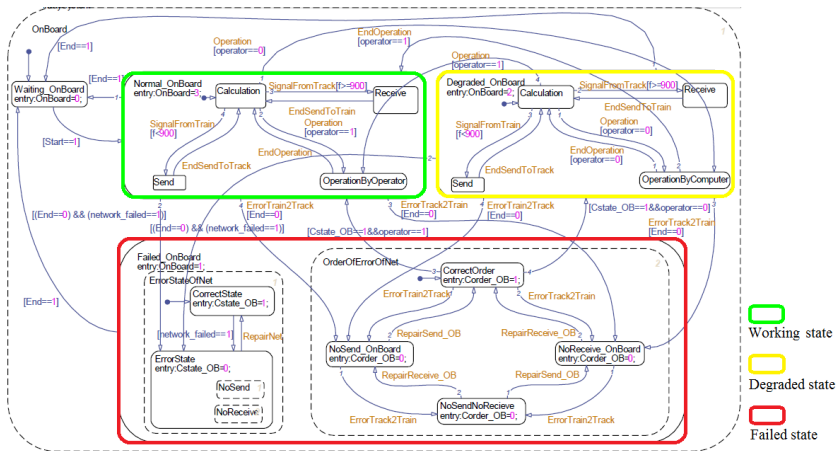 OnBoard
[End==1]
Waiting_OnBoard
entry:OnBoard=0;
[End==1]
[Start==1]
Operation
[operator==0]
EndOperation
[operator==1]
Operation
[operator==1]
Normal_OnBoard
entry:OnBoard=3;
Calculation
SignalFromTrack[f>=900]
Receive
EndSendToTrain
SignalFromTrain
[f<900]
Operation
[operator==1]
EndOperation
EndSendToTrack
Send
OperationByOperator
Degraded_OnBoard
entry:OnBoard=2;
Calculation
SignalFromTrack[f>=900]
Receive
EndSendToTrain
SignalFromTrain
[f<900]
Operation
[operator==0]
EndOperation
[operator==0]
EndSendToTrack
Send
OperationByComputer
[(End==0) && (network_failed==1)]
ErrorTrain2Track
[End==0]
[(End==0) && (network_failed==1)]
ErrorTrack2Train
[End==0]
ErrorTrain2Track
[End==0]
[Cstate_OB==1&&operator==1]
[Cstate_OB==1&&operator==0]
ErrorTrack2Train
[End==0]
[End==1]
Failed_OnBoard
entry:OnBoard=1;
ErrorStateOfNet
1
CorrectState
entry:Cstate_OB=1;
[network_failed==1]
RepairNet
ErrorState
entry:Cstate_OB=0;
NoSend
NoReceive
OrderOfErrorOfNet
2
CorrectOrder
entry:Corder_OB=1;
ErrorTrain2Track
ErrorTrack2Train
RepairSend_OB
RepairReceive_OB
NoSend_OnBoard
entry:Corder_OB=0;
NoReceive_OnBoard
entry:Corder_OB=0;
RepairReceive_OB
RepairSend_OB
NoSendNoRecieve
entry:Corder_OB=0;
ErrorTrack2Train
ErrorTrain2Track
Working state
Degraded state
Failed state